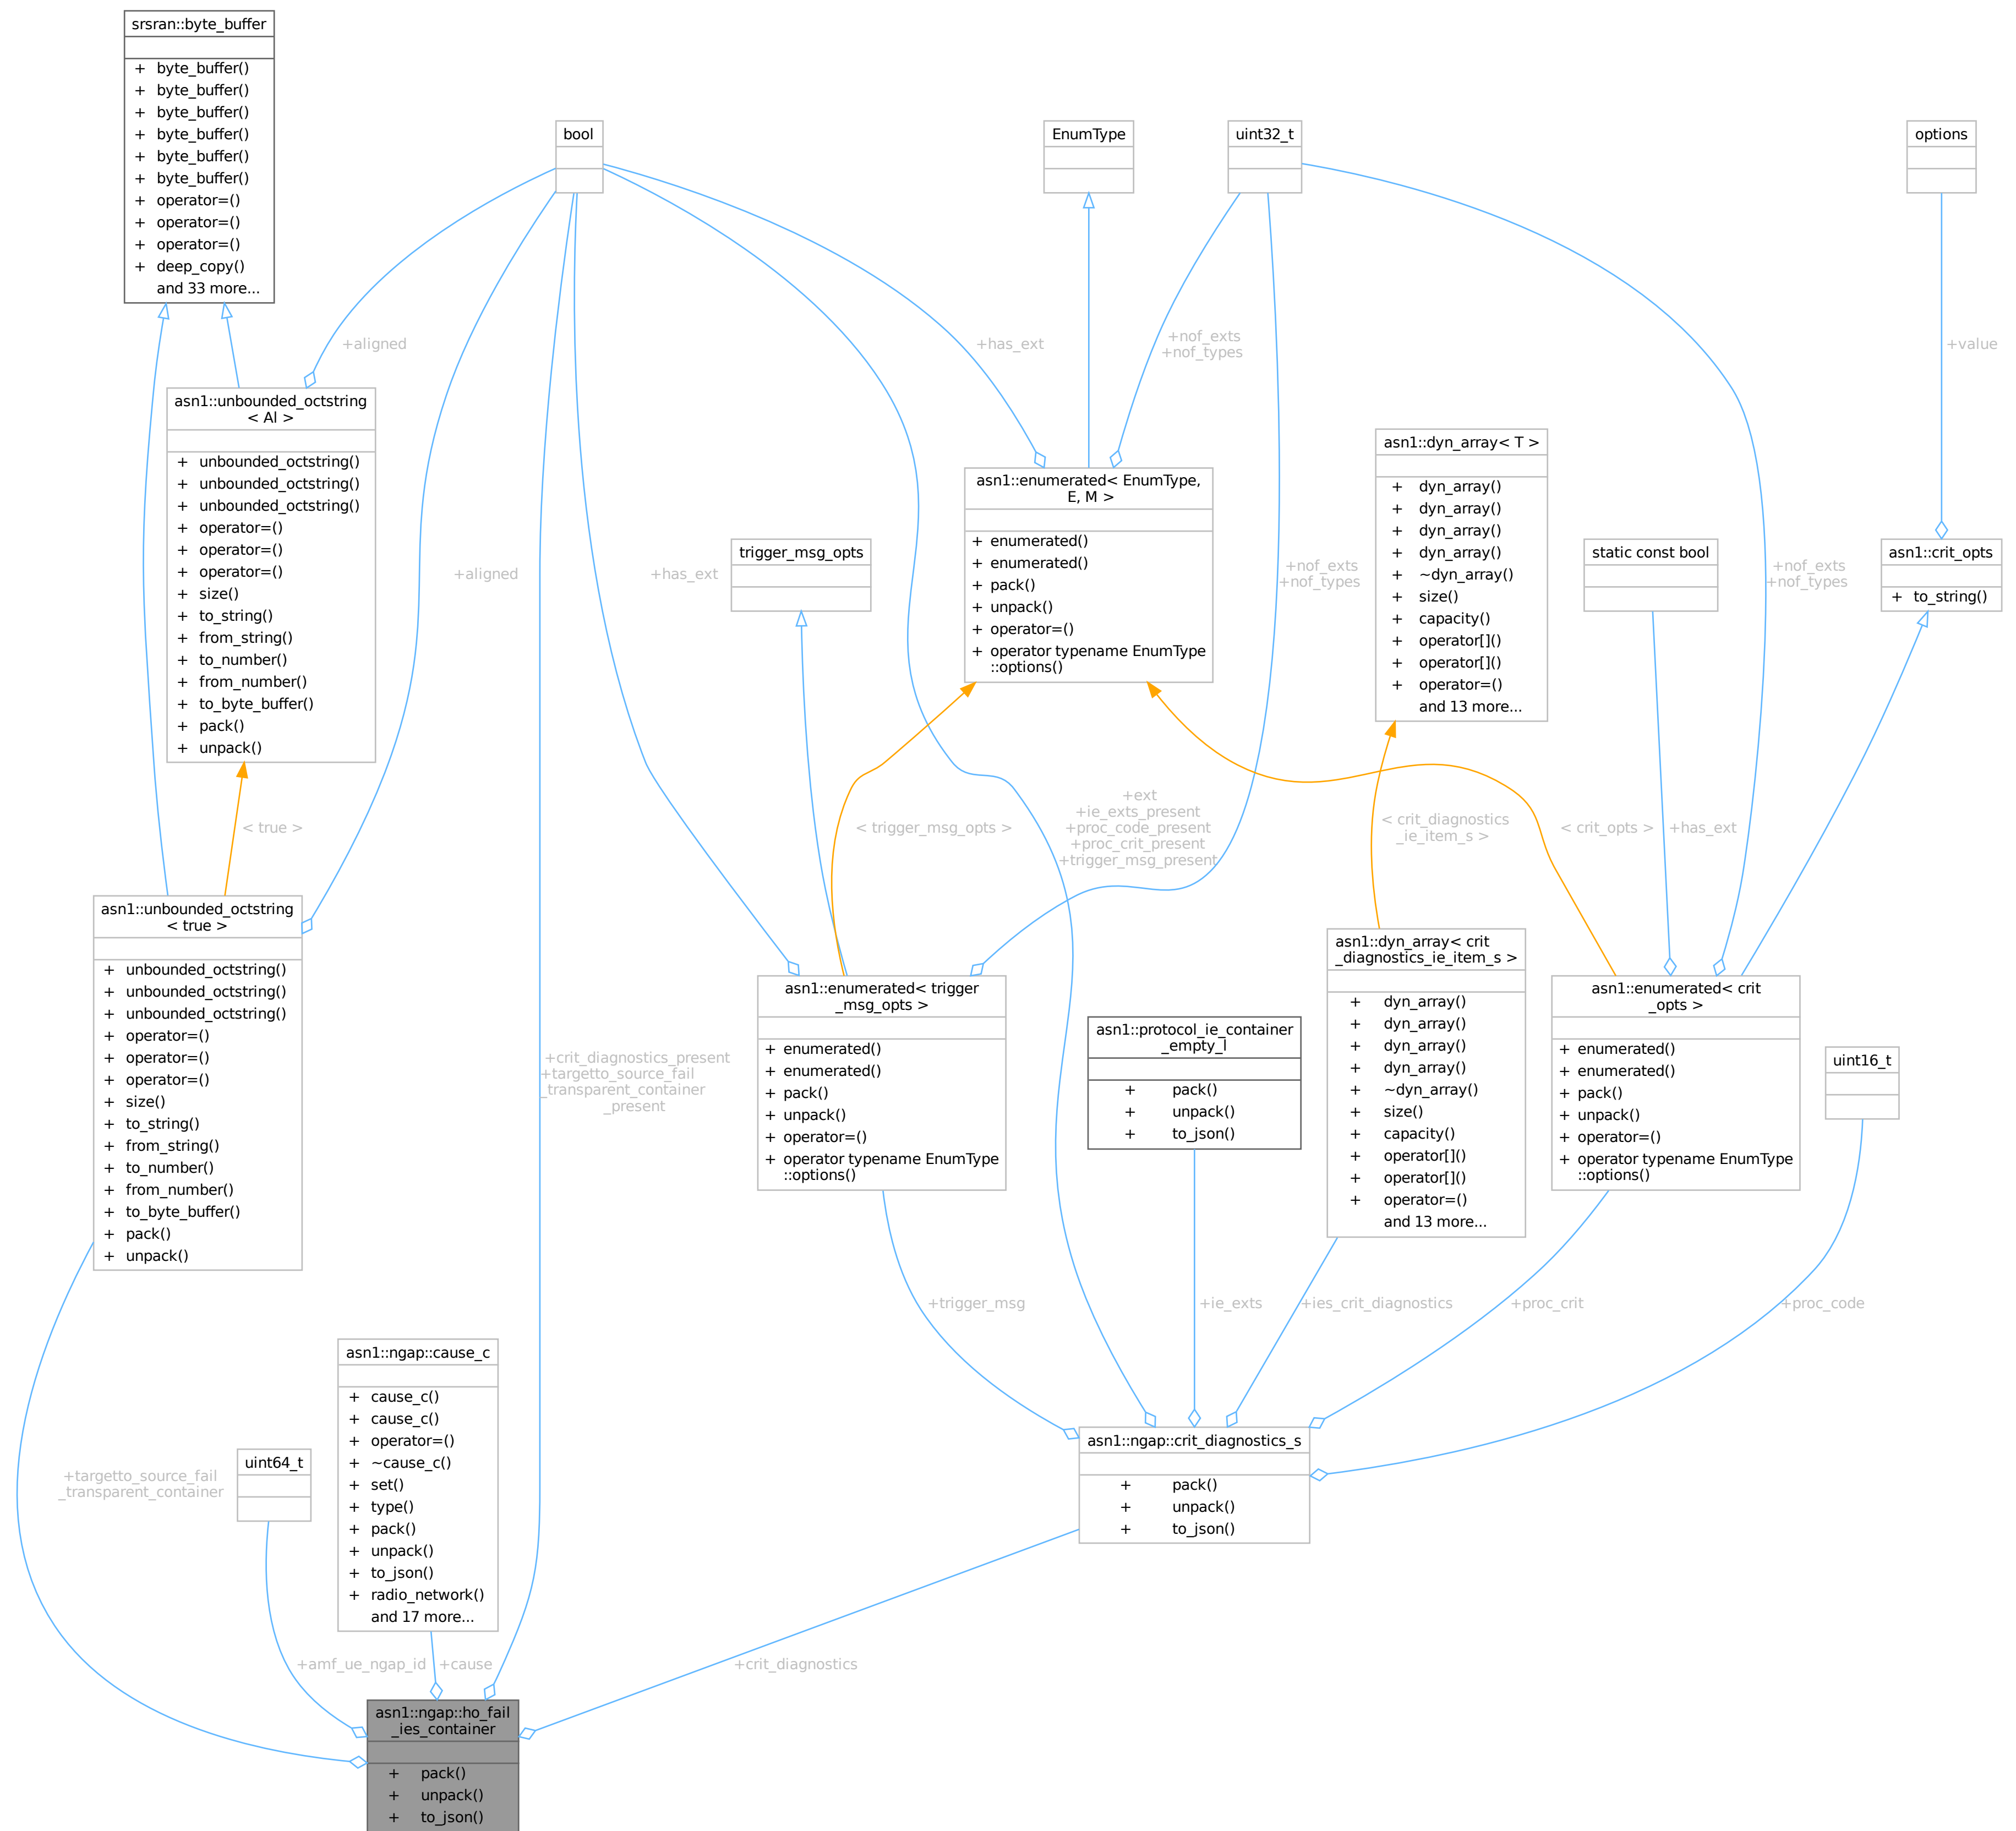 srsran::byte_buffer
+ byte_buffer()
+ byte_buffer()
+ byte_buffer()
+ byte_buffer()
+ byte_buffer()
+ byte_buffer()
+ operator=()
+ operator=()
+ operator=()
+ deep_copy()
and 33 more...
bool
EnumType
uint32_t
options
+aligned
+has_ext
+nof_exts
+nof_types
+value
asn1::unbounded_octstring
< Al >
+ unbounded_octstring()
+ unbounded_octstring()
+ unbounded_octstring()
+ operator=()
+ operator=()
+ operator=()
+ size()
+ to_string()
+ from_string()
+ to_number()
+ from_number()
+ to_byte_buffer()
+ pack()
+ unpack()
+aligned
+has_ext
trigger_msg_opts
asn1::enumerated< EnumType,
E, M >
+ enumerated()
+ enumerated()
+ pack()
+ unpack()
+ operator=()
+ operator typename EnumType
::options()
+nof_exts
+nof_types
asn1::dyn_array< T >
+ dyn_array()
+ dyn_array()
+ dyn_array()
+ dyn_array()
+ ~dyn_array()
+ size()
+ capacity()
+ operator[]()
+ operator[]()
+ operator=()
and 13 more...
static const bool
+nof_exts
+nof_types
asn1::crit_opts
+ to_string()
< true >
< trigger_msg_opts >
+ext
+ie_exts_present
+proc_code_present
+proc_crit_present
+trigger_msg_present
< crit_diagnostics
_ie_item_s >
< crit_opts >
+has_ext
asn1::unbounded_octstring
< true >
+ unbounded_octstring()
+ unbounded_octstring()
+ unbounded_octstring()
+ operator=()
+ operator=()
+ operator=()
+ size()
+ to_string()
+ from_string()
+ to_number()
+ from_number()
+ to_byte_buffer()
+ pack()
+ unpack()
+crit_diagnostics_present
+targetto_source_fail
_transparent_container
_present
asn1::enumerated< trigger
_msg_opts >
+ enumerated()
+ enumerated()
+ pack()
+ unpack()
+ operator=()
+ operator typename EnumType
::options()
asn1::protocol_ie_container
_empty_l
+ pack()
+ unpack()
+ to_json()
asn1::dyn_array< crit
_diagnostics_ie_item_s >
+ dyn_array()
+ dyn_array()
+ dyn_array()
+ dyn_array()
+ ~dyn_array()
+ size()
+ capacity()
+ operator[]()
+ operator[]()
+ operator=()
and 13 more...
asn1::enumerated< crit
_opts >
+ enumerated()
+ enumerated()
+ pack()
+ unpack()
+ operator=()
+ operator typename EnumType
::options()
uint16_t
+trigger_msg
+ie_exts
+ies_crit_diagnostics
+proc_crit
+proc_code
+targetto_source_fail
_transparent_container
uint64_t
asn1::ngap::cause_c
+ cause_c()
+ cause_c()
+ operator=()
+ ~cause_c()
+ set()
+ type()
+ pack()
+ unpack()
+ to_json()
+ radio_network()
and 17 more...
asn1::ngap::crit_diagnostics_s
+ pack()
+ unpack()
+ to_json()
+amf_ue_ngap_id
+cause
+crit_diagnostics
asn1::ngap::ho_fail
_ies_container
+ pack()
+ unpack()
+ to_json()